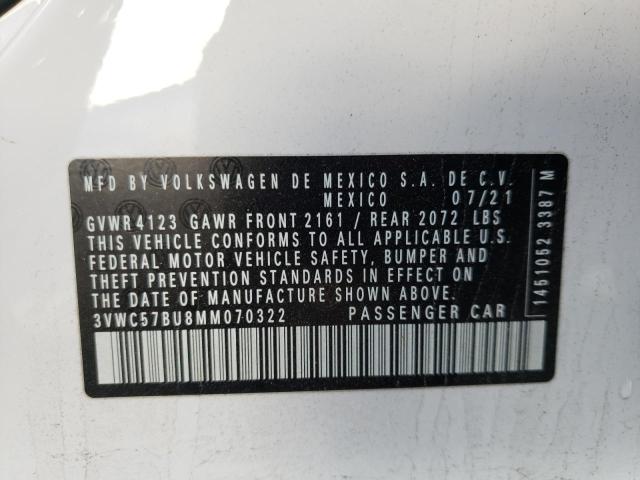 MFD BY VOLKSWAGEN DE MEXICO S.A. DE C.V.
MEXICO 07/21
GVWR 4123 GAWR FRONT 2161 / REAR 2072 LBS
THIS VEHICLE CONFORMS TO ALL APPLICABLE U.S.
FEDERAL MOTOR VEHICLE SAFETY, BUMPER AND
THEFT PREVENTION STANDARDS IN EFFECT ON
THE DATE OF MANUFACTURE SHOWN ABOVE.
3VWC57BU8MM070322 PASSENGER CAR
1451052 3387 M